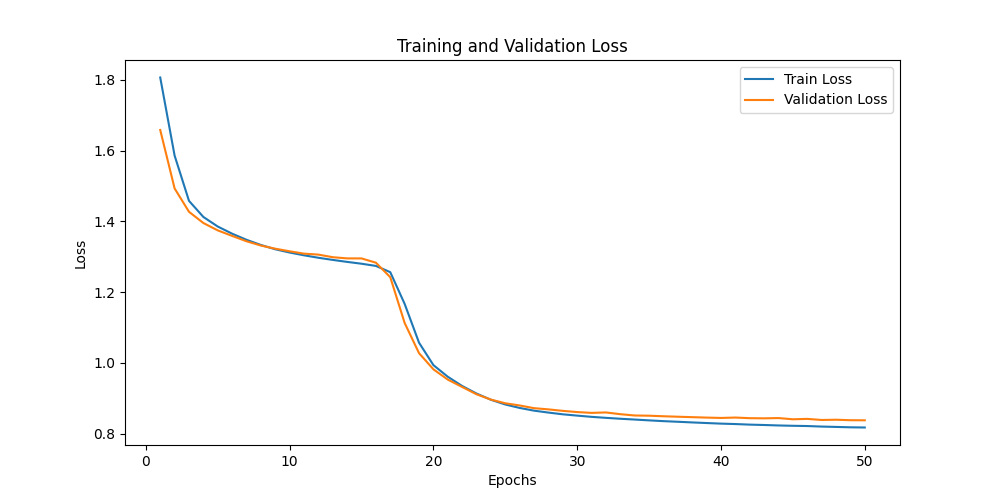 Training and Validation Loss
Train Loss
Validation Loss
1.8
1.6
1.4
1.2
1.0
0.8
Loss
0 10 20 30 40 50
Epochs